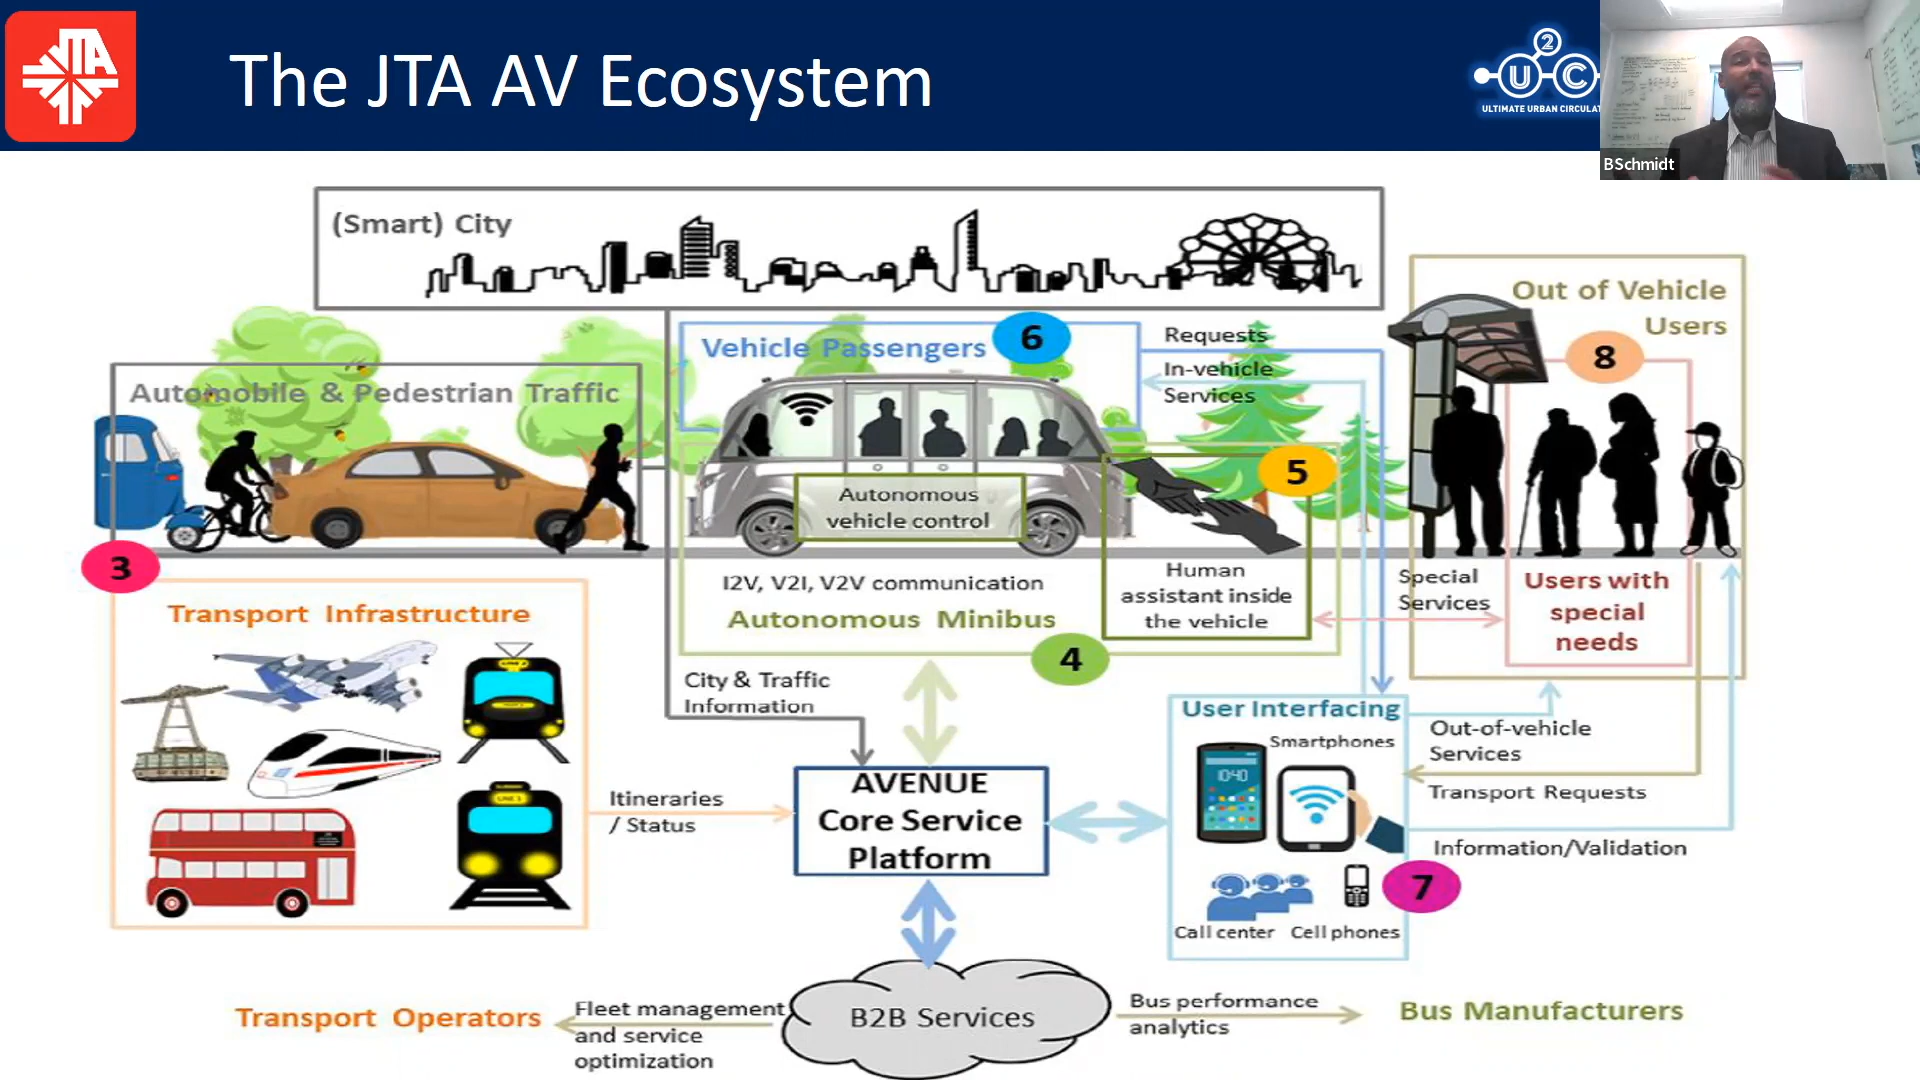 JTA
The JTA AV Ecosystem
2
U C
ULTIMATE URBAN CIRCULAT
BSchmidt
(Smart) City
Out of Vehicle
Users
8
Vehicle Passengers
6
Requests
In-vehicle
Services
Automobile & Pedestrian Traffic
5
Autonomous
vehicle control
3
I2V, V2I, V2V communication
Autonomous Minibus
4
Human
assistant inside
the vehicle
Special
Services
Users with
special
needs
Transport Infrastructure
City & Traffic
Information
User Interfacing
Smartphones
10:40
Out-of-vehicle
Services
Transport Requests
Information/Validation
7
Call center
Cell phones
Itineraries
/ Status
AVENUE
Core Service
Platform
B2B Services
Transport Operators
Fleet management
and service
optimization
Bus performance
analytics
Bus Manufacturers